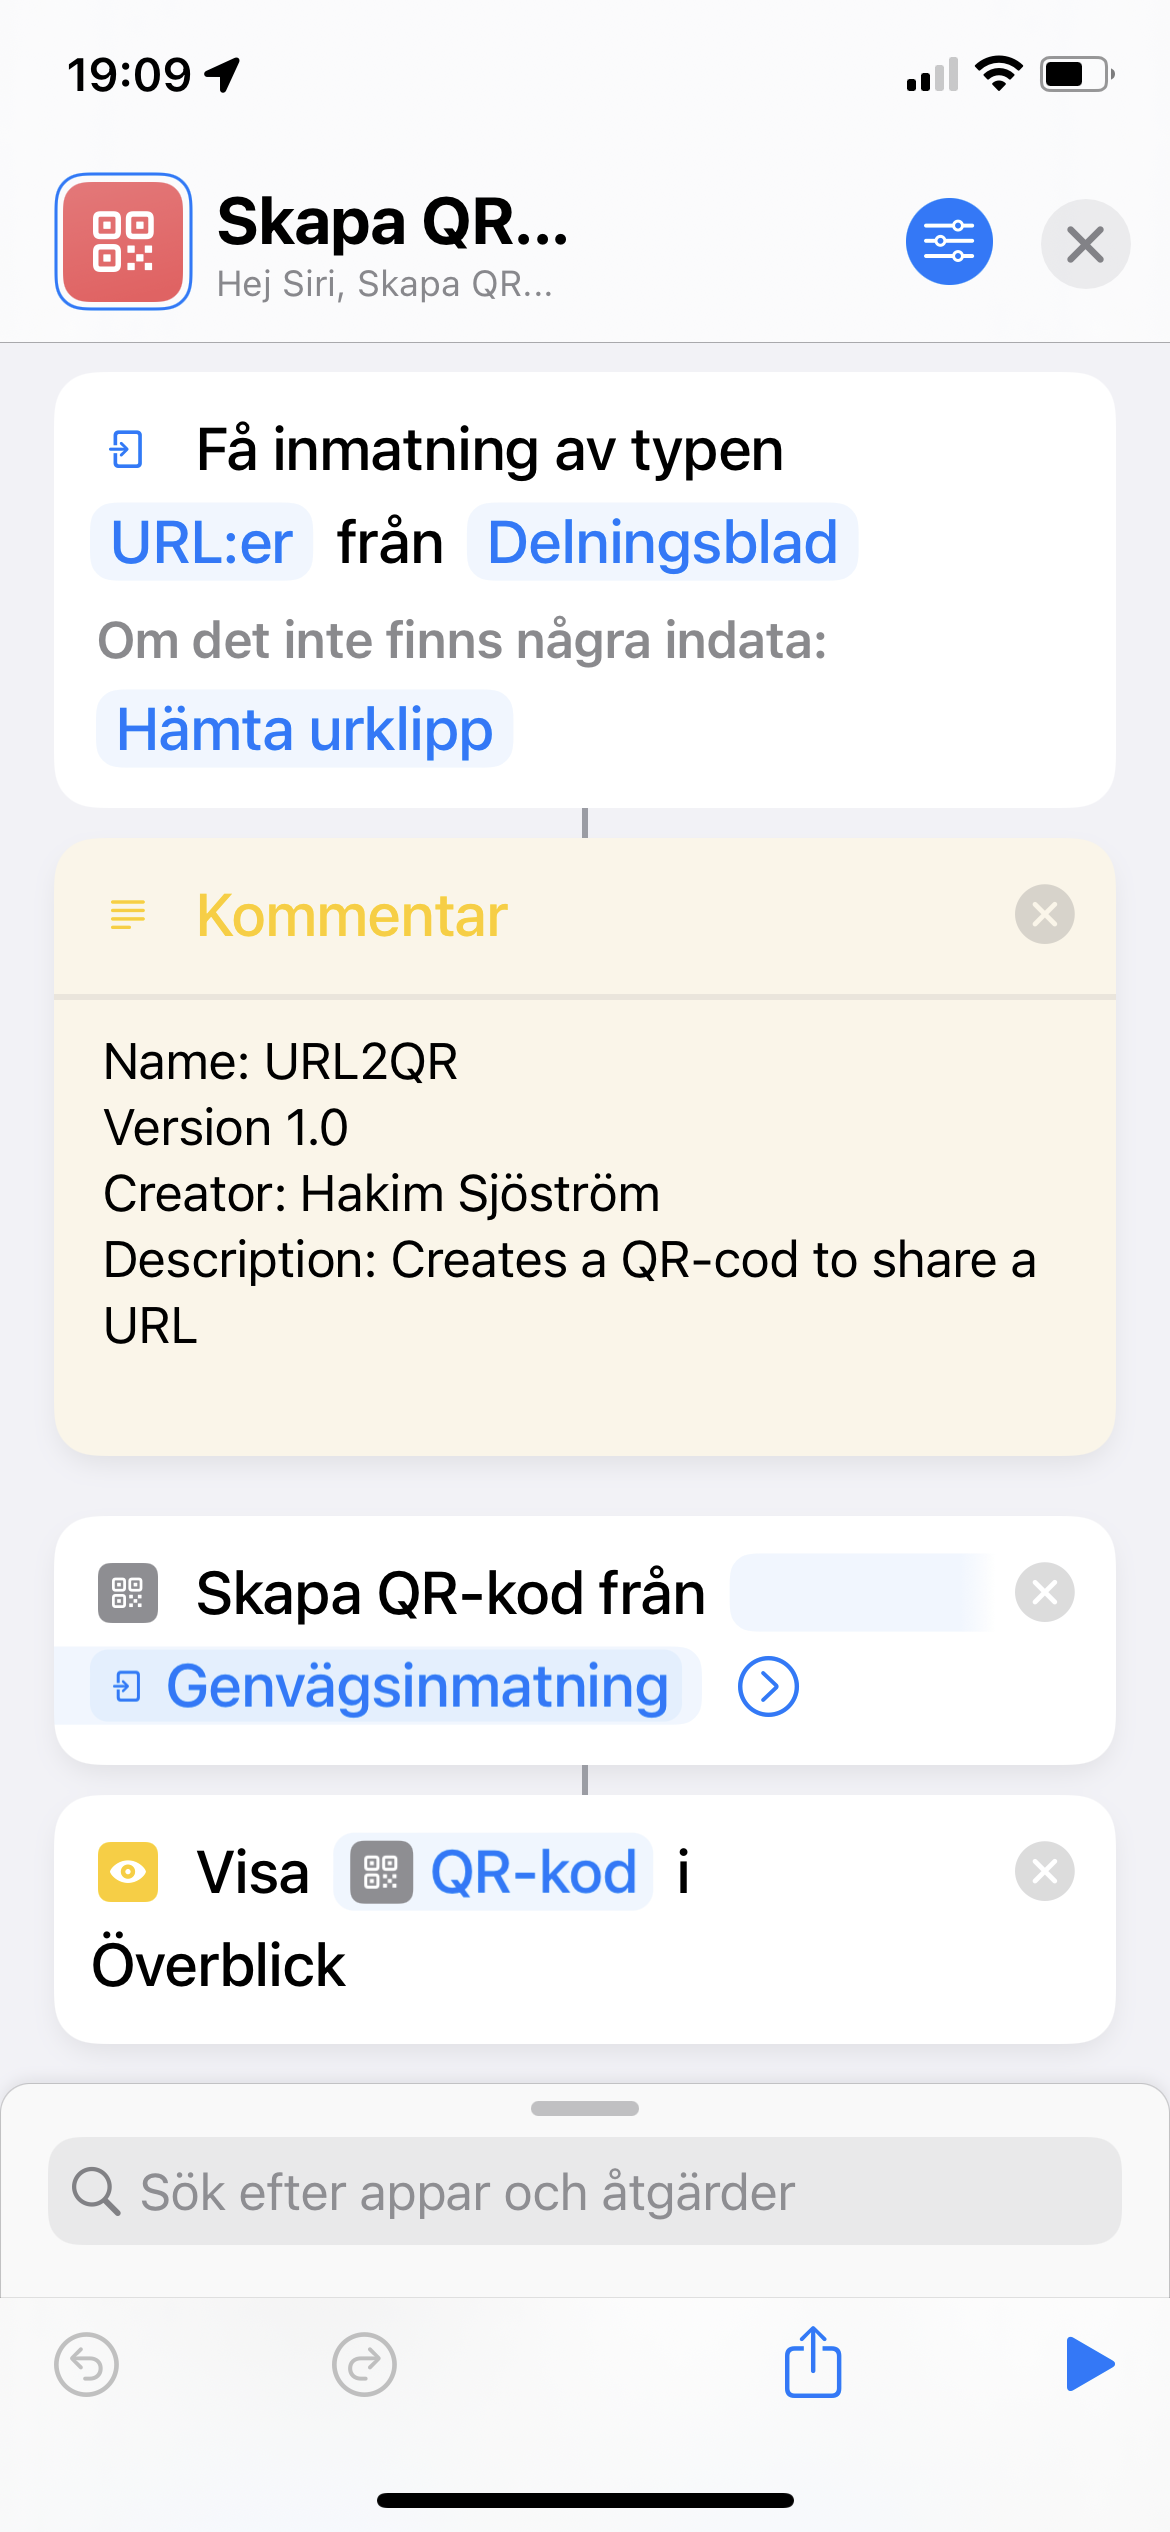 19:09
Skapa QR...
Hej Siri, Skapa QR...
Få inmatning av typen
URL:er från Delningsblad
Om det inte finns några indata:
Hämta urklipp
Kommentar
Name: URL2QR
Version 1.0
Creator: Hakim Sjöström
Description: Creates a QR-cod to share a
URL
Skapa QR-kod från
Genvägsinmatning
Visa QR-kod i
Överblick
Sök efter appar och åtgärder